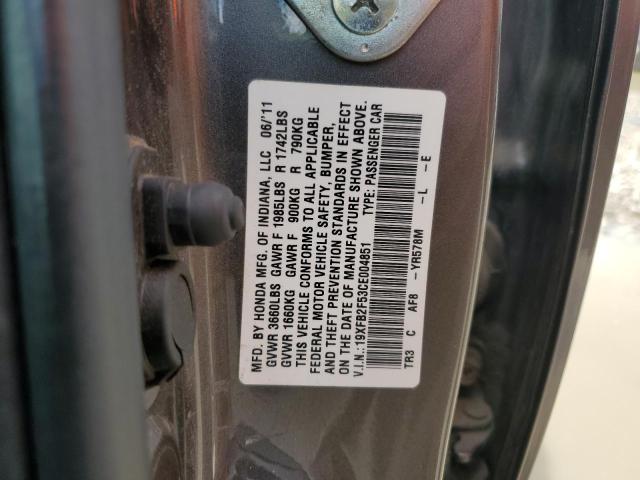 MFD. BY HONDA MFG. OF INDIANA, LLC 06/'11
GVWR 3660LBS GAWR F 1985LBS R 1742LBS
GVWR 1660KG GAWR F 900KG R 790KG
THIS VEHICLE CONFORMS TO ALL APPLICABLE
FEDERAL MOTOR VEHICLE SAFETY, BUMPER,
AND THEFT PREVENTION STANDARDS IN EFFECT
ON THE DATE OF MANUFACTURE SHOWN ABOVE.
V.I.N.:19XFB2F53CE004851 TYPE: PASSENGER CAR
TR3 C AF8 - YR578M -L -E